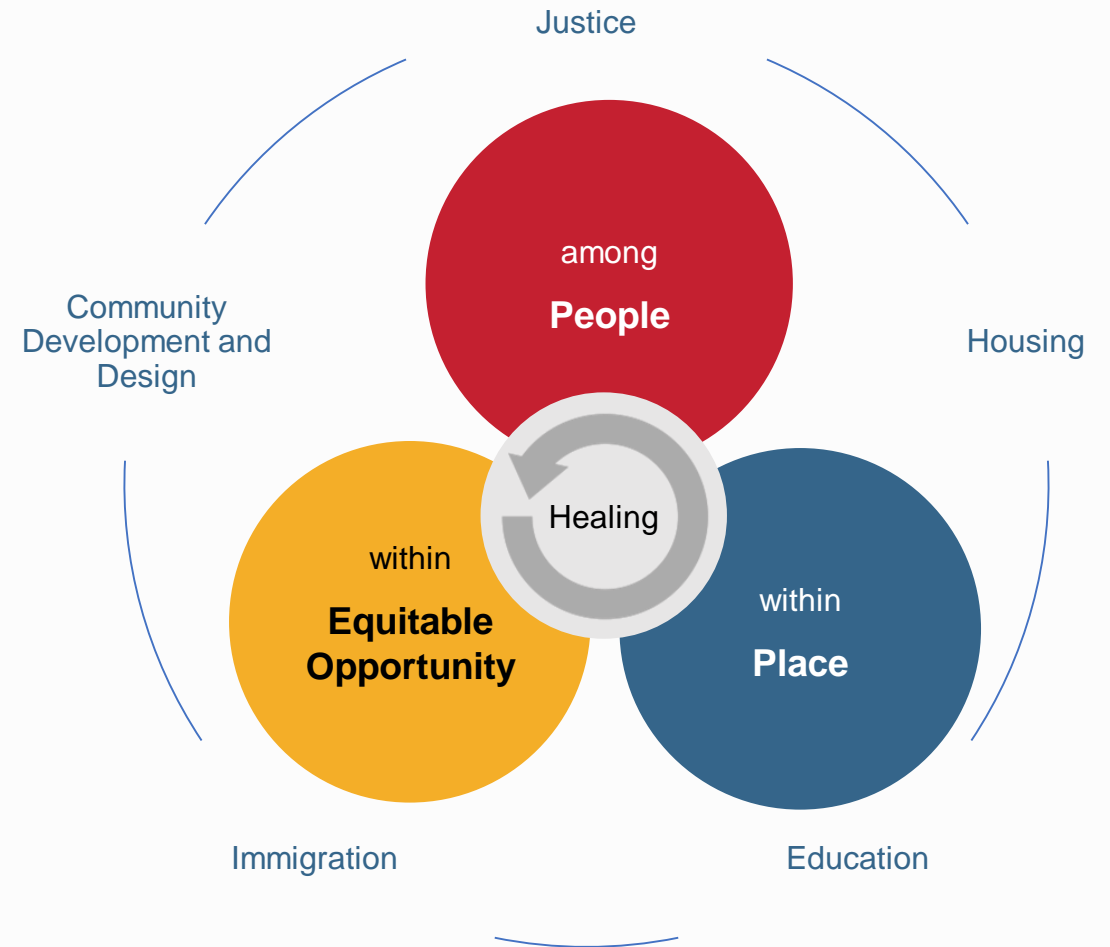 Justice
among
People
Community
Development and
Design
Housing
Healing
within
Equitable
Opportunity
within
Place
Immigration
Education